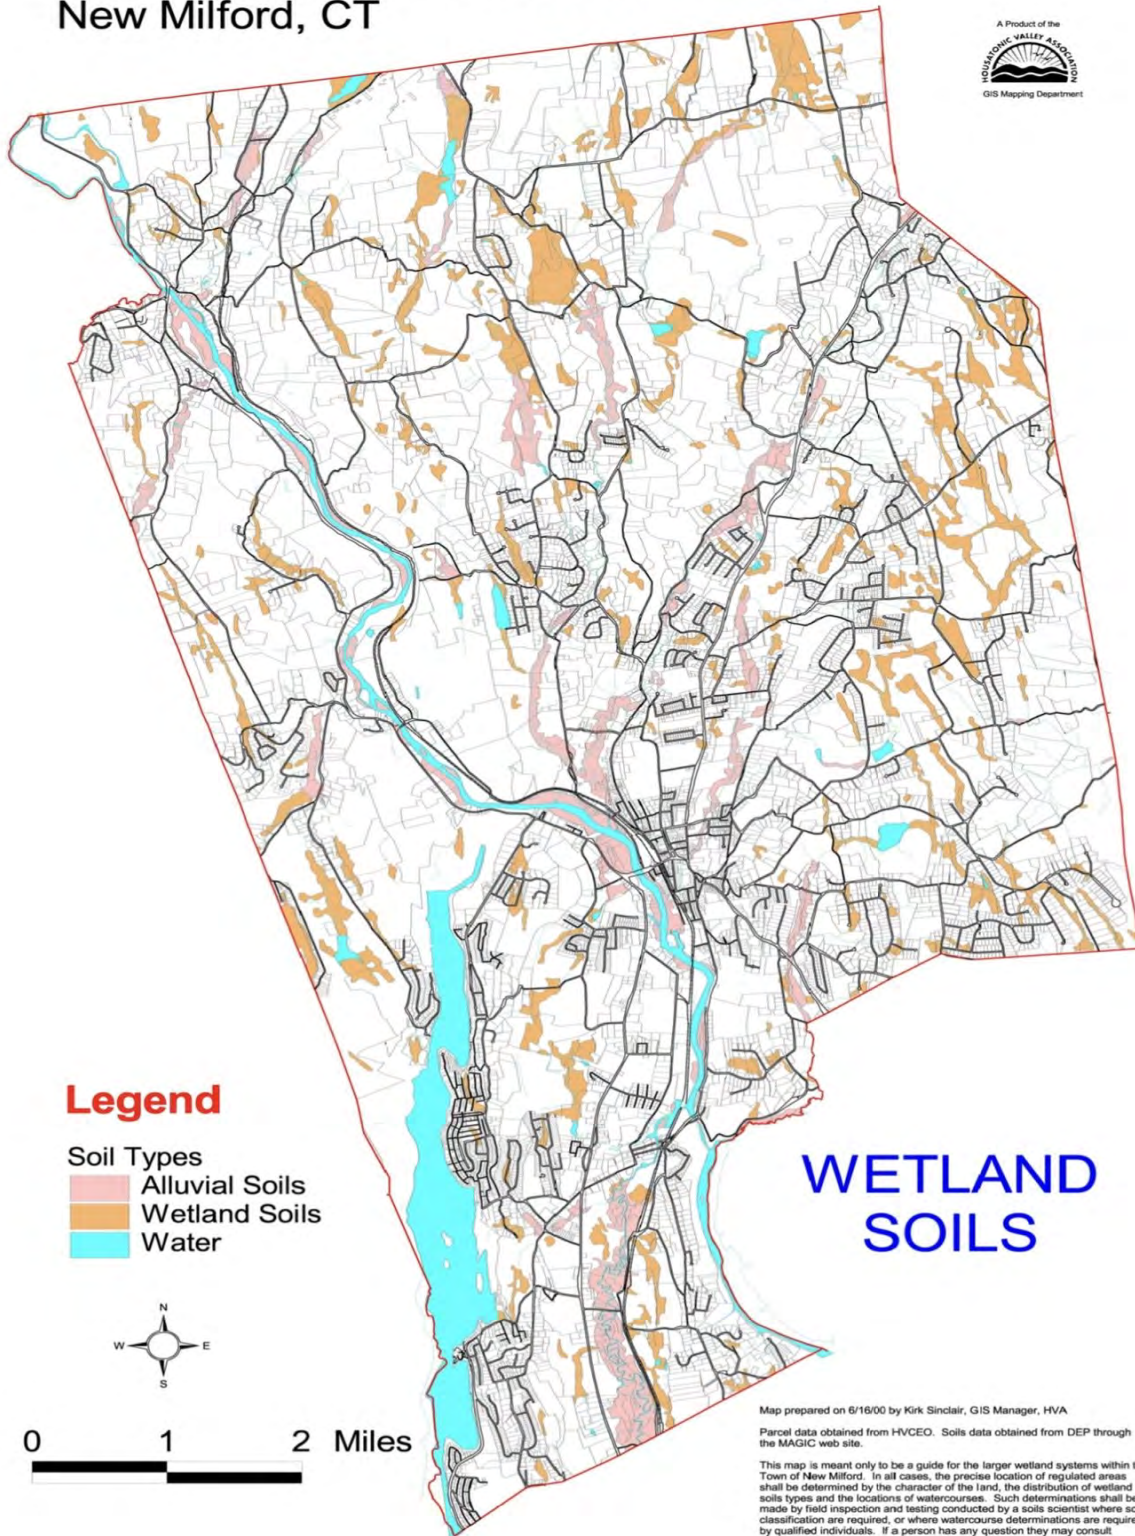 New Milford, CT
A Product of the
HOUSATONIC VALLEY ASSOCIATION
GIS Mapping Department
Legend
Soil Types
Alluvial Soils
Wetland Soils
Water
N
W E
S
0 1 2 Miles
WETLAND
SOILS
Map prepared on 6/16/00 by Kirk Sinclair, GIS Manager, HVA
Parcel data obtained from HVCEO. Soils data obtained from DEP through
the MAGIC web site.
This map is meant only to be a guide for the larger wetland systems within
Town of New Milford. In all cases, the precise location of regulated areas
shall be determined by the character of the land, the distribution of wetland
soils types and the locations of watercourses. Such determinations shall be
made by field inspection and testing conducted by a soils scientist where
classification are required, or where watercourse determinations are
by qualified individuals. If a person has any question they may consult